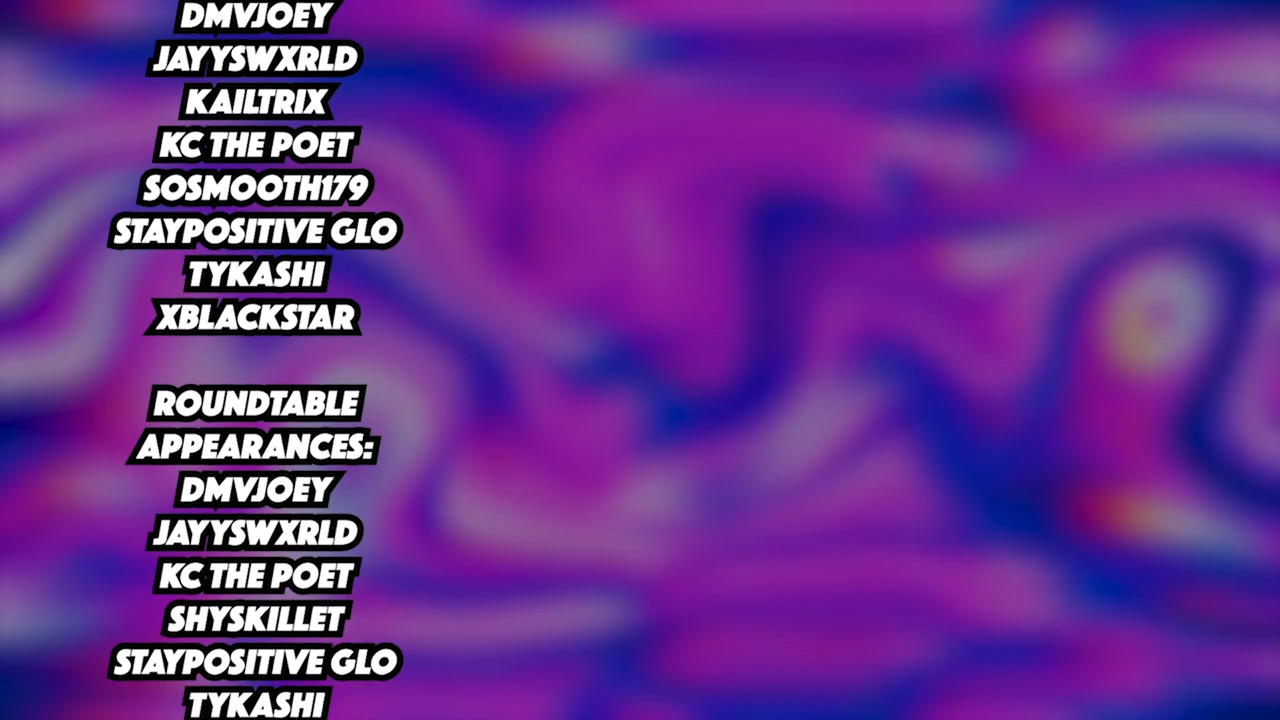 DMVJOEY
JAYYSWXRLD
KAILTRIX
KC THE POET
SOSMOOTH179
STAYPOSITIVE GLO
TYKASHI
XBLACKSTAR
ROUNDTABLE
APPEARANCES:
DMVJOEY
JAYYSWXRLD
KC THE POET
SHYSKILLET
STAYPOSITIVE GLO
TYKASHI